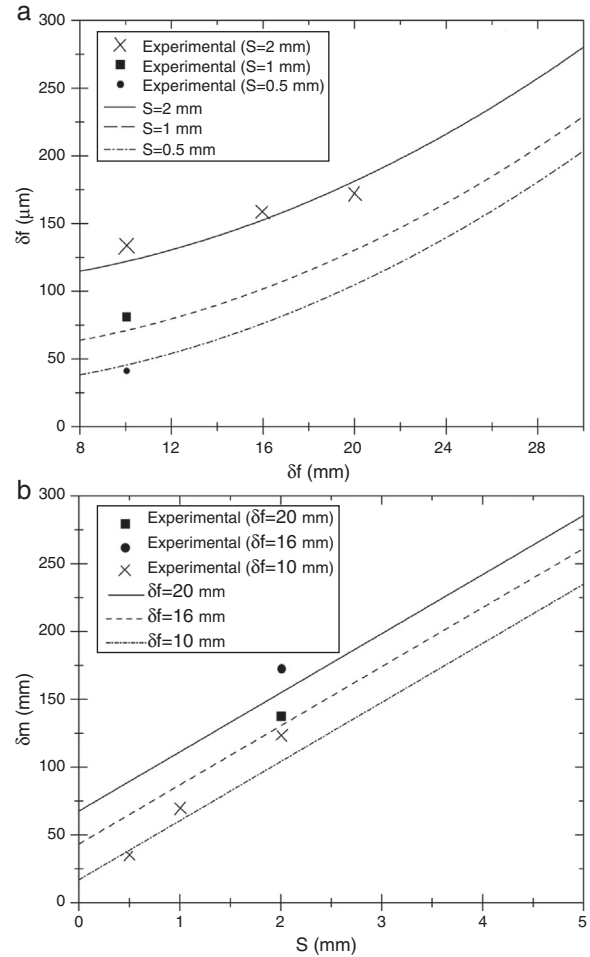 a
300
250
200
150
100
50
0
δf (μm)
Experimental (S=2 mm)
Experimental (S=1 mm)
Experimental (S=0.5 mm)
S=2 mm
S=1 mm
S=0.5 mm
8 12 16 20 24 28
δf (mm)
b
300
250
200
150
100
50
0
δm (mm)
Experimental (δf=20 mm)
Experimental (δf=16 mm)
Experimental (δf=10 mm)
δf=20 mm
δf=16 mm
δf=10 mm
0 1 2 3 4 5
S (mm)